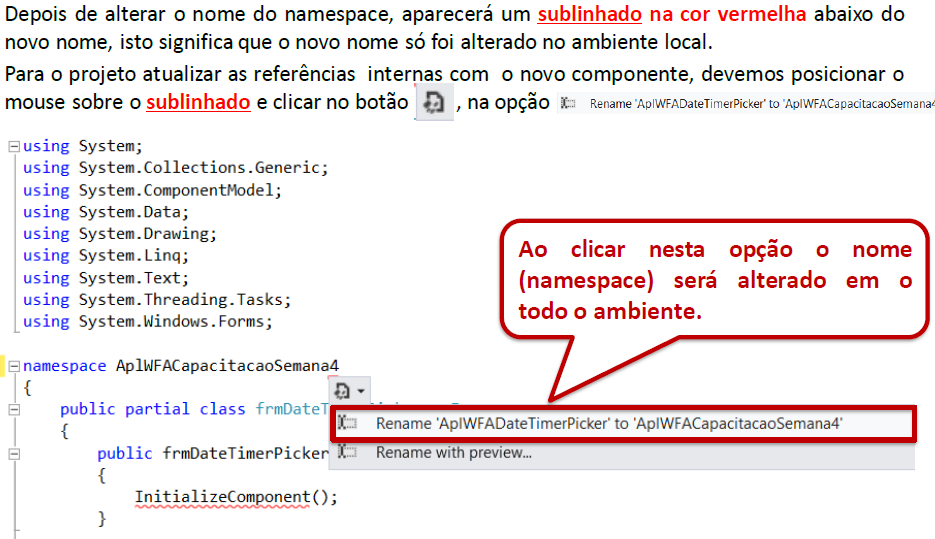 Depois de alterar o nome do namespace, aparecerá um sublinhado na cor vermelha abaixo do
novo nome, isto significa que o novo nome só foi alterado no ambiente local.
Para o projeto atualizar as referências internas com o novo componente, devemos posicionar o
mouse sobre o sublinhado e clicar no botão , na opção Rename 'AplWFADateTimerPicker' to 'AplWFACapacitacaoSemana4
using System;
using System.Collections.Generic;
using System.ComponentModel;
using System.Data;
using System.Drawing;
using System.Linq;
using System.Text;
using System.Threading.Tasks;
using System.Windows.Forms;
Ao clicar nesta opção o nome
(namespace) será alterado em o
todo o ambiente.
namespace AplWFACapacitacaoSemana4
{
public partial class frmDateT
Rename 'AplWFADateTimerPicker' to 'AplWFACapacitacaoSemana4'
{
public frmDateTimerPicker
Rename with preview...
{
InitializeComponent();
}